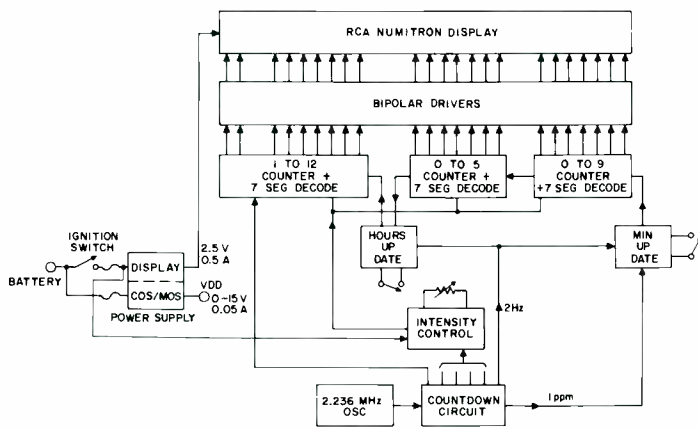 RCA NUMITRON DISPLAY
BIPOLAR DRIVERS
1 TO 12
COUNTER +
7 SEG DECODE
0 TO 5
COUNTER +
7 SEG DECODE
0 TO 9
COUNTER
+7 SEG DECODE
IGNITION
SWITCH
BATTERY
DISPLAY
COS/MOS
POWER SUPPLY
2.5 V
0.5 A
VDD
0-15V
0.05 A
HOURS
UP
DATE
MIN
UP
DATE
INTENSITY
CONTROL
2Hz
2.236 MHz
OSC
COUNTDOWN
CIRCUIT
1 ppm